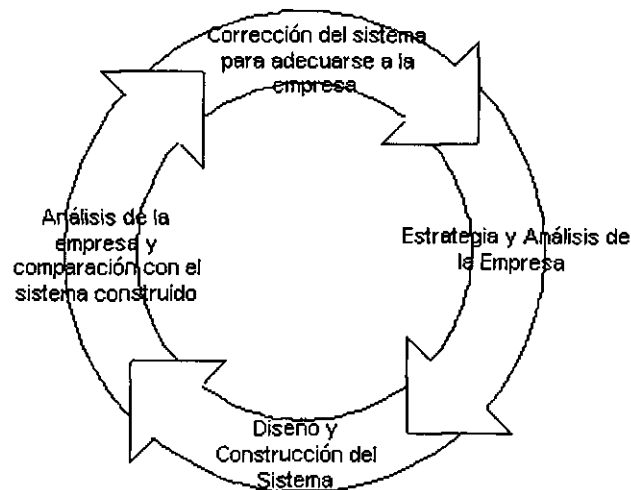 Corrección del sistema
para adecuarse a la
empresa
Estrategia y Análisis de
la Empresa
Diseño y
Construcción del
Sistema
Análisis de la
empresa y
comparación con el
sistema construído